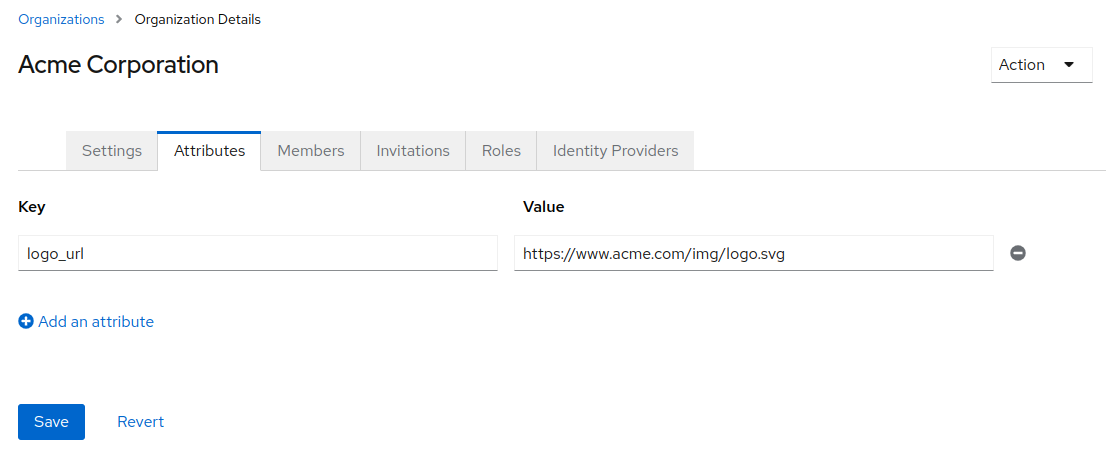 Organizations > Organization Details
Acme Corporation
Action
Settings Attributes Members Invitations Roles Identity Providers
Key Value
logo_url https://www.acme.com/img/logo.svg
Add an attribute
Save Revert